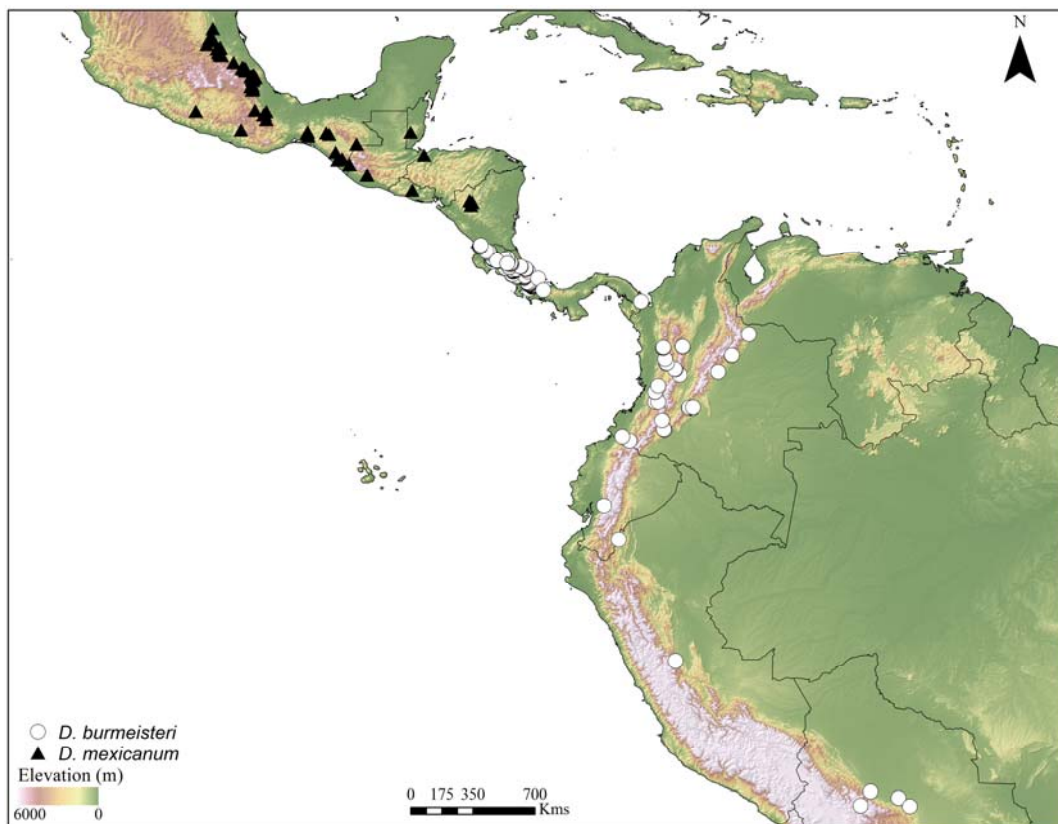 N
D. burmeisteri
D. mexicanum
Elevation (m)
6000 0
0 175 350 700
Kms